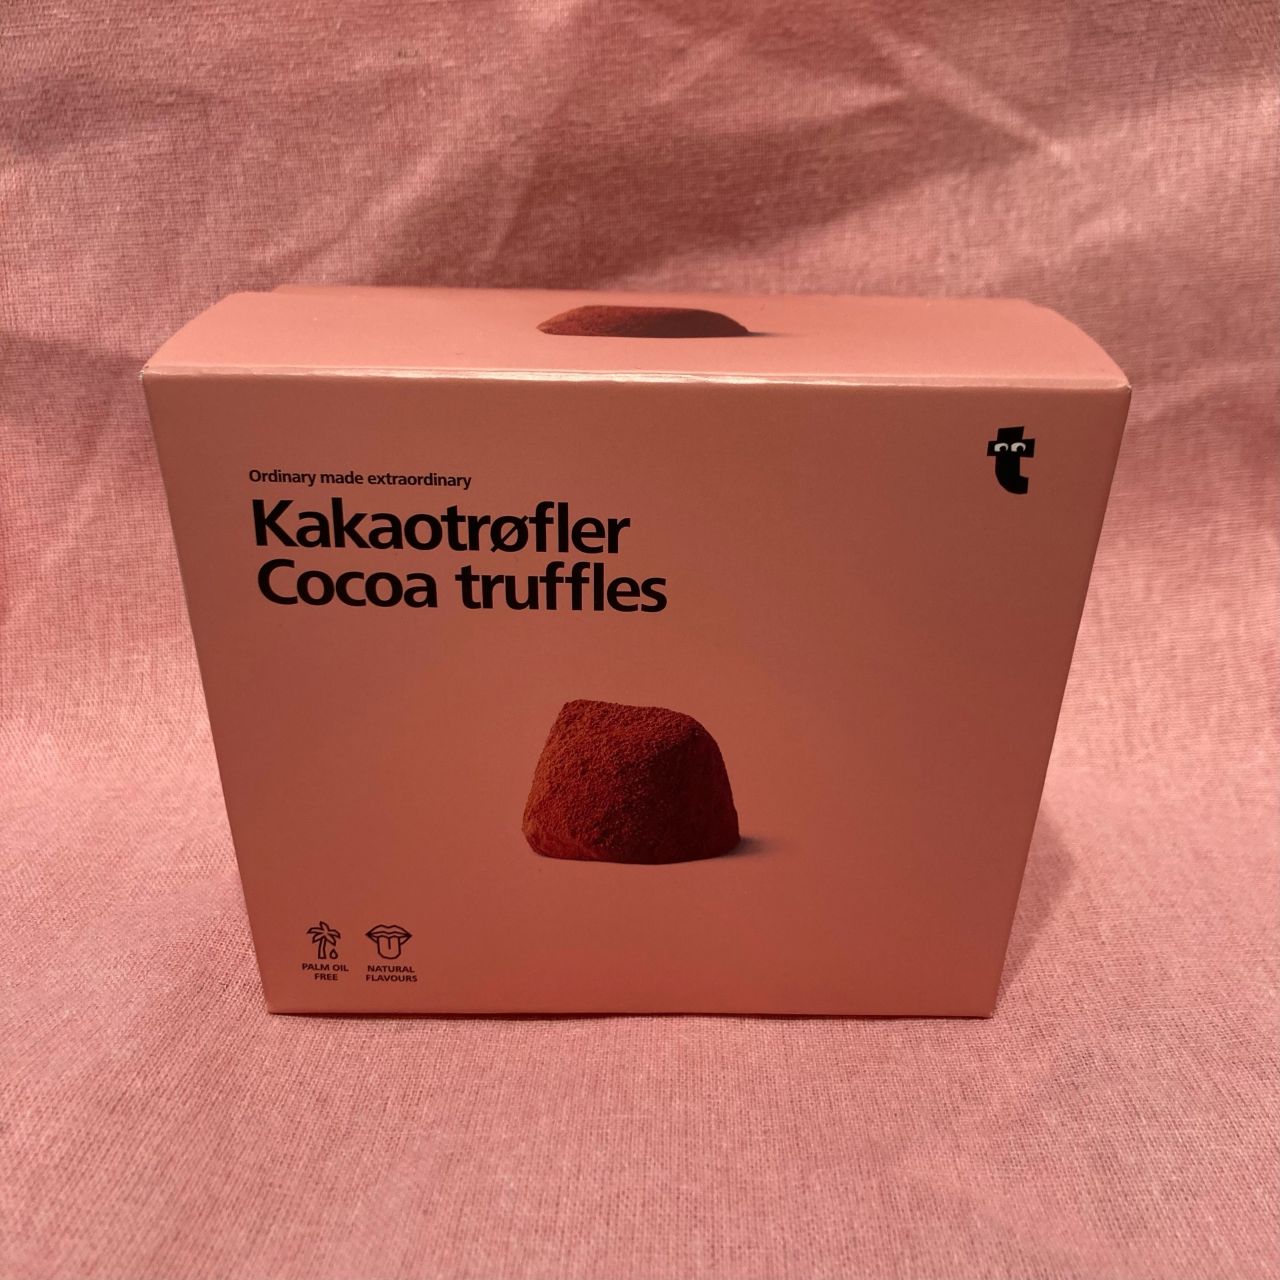 Ordinary made extraordinary
Kakaotrøfler
Cocoa truffles
t
PALM OIL
FREE
NATURAL
FLAVOURS